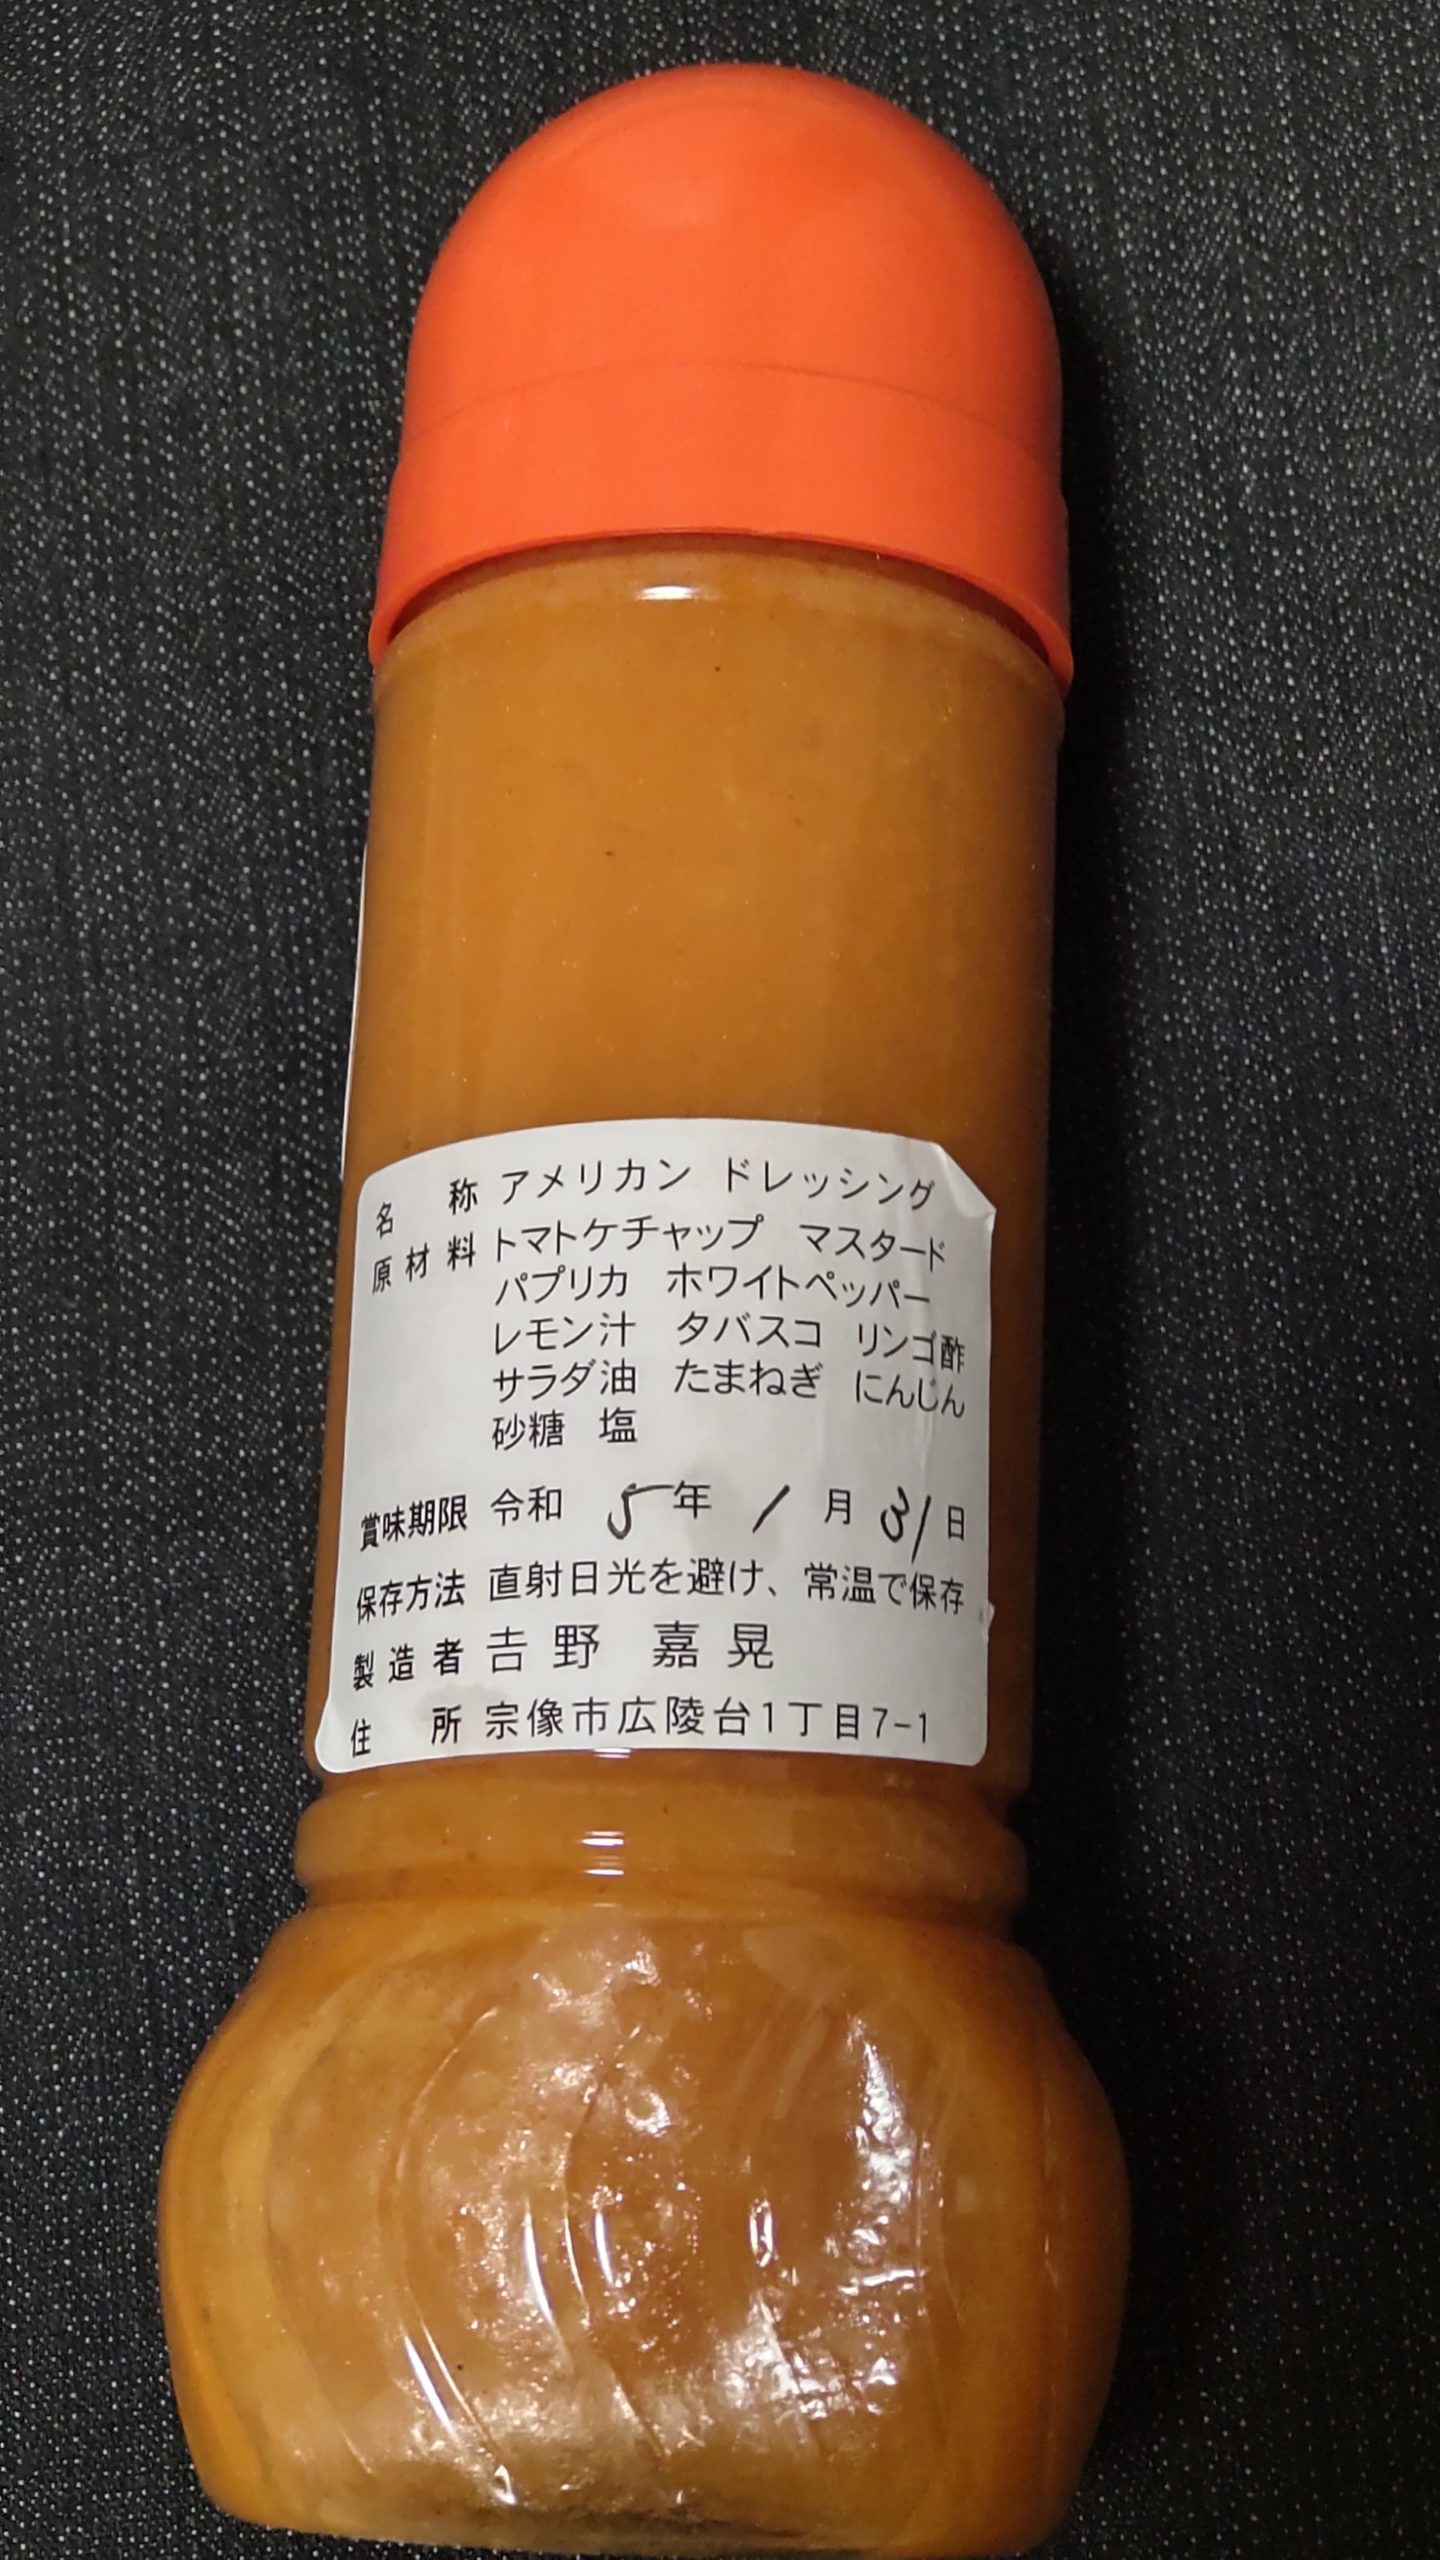 名称 アメリカン ドレッシング
原材料 トマトケチャップ マスタード
パプリカ ホワイトペッパー
レモン汁 タバスコ リンゴ酢
サラダ油 たまねぎ にんじん
砂糖 塩
賞味期限 令和 5年 1月 31日
保存方法 直射日光を避け、常温で保存
製造者 𠮷野 嘉晃
住所 宗像市広陵台1丁目7-1